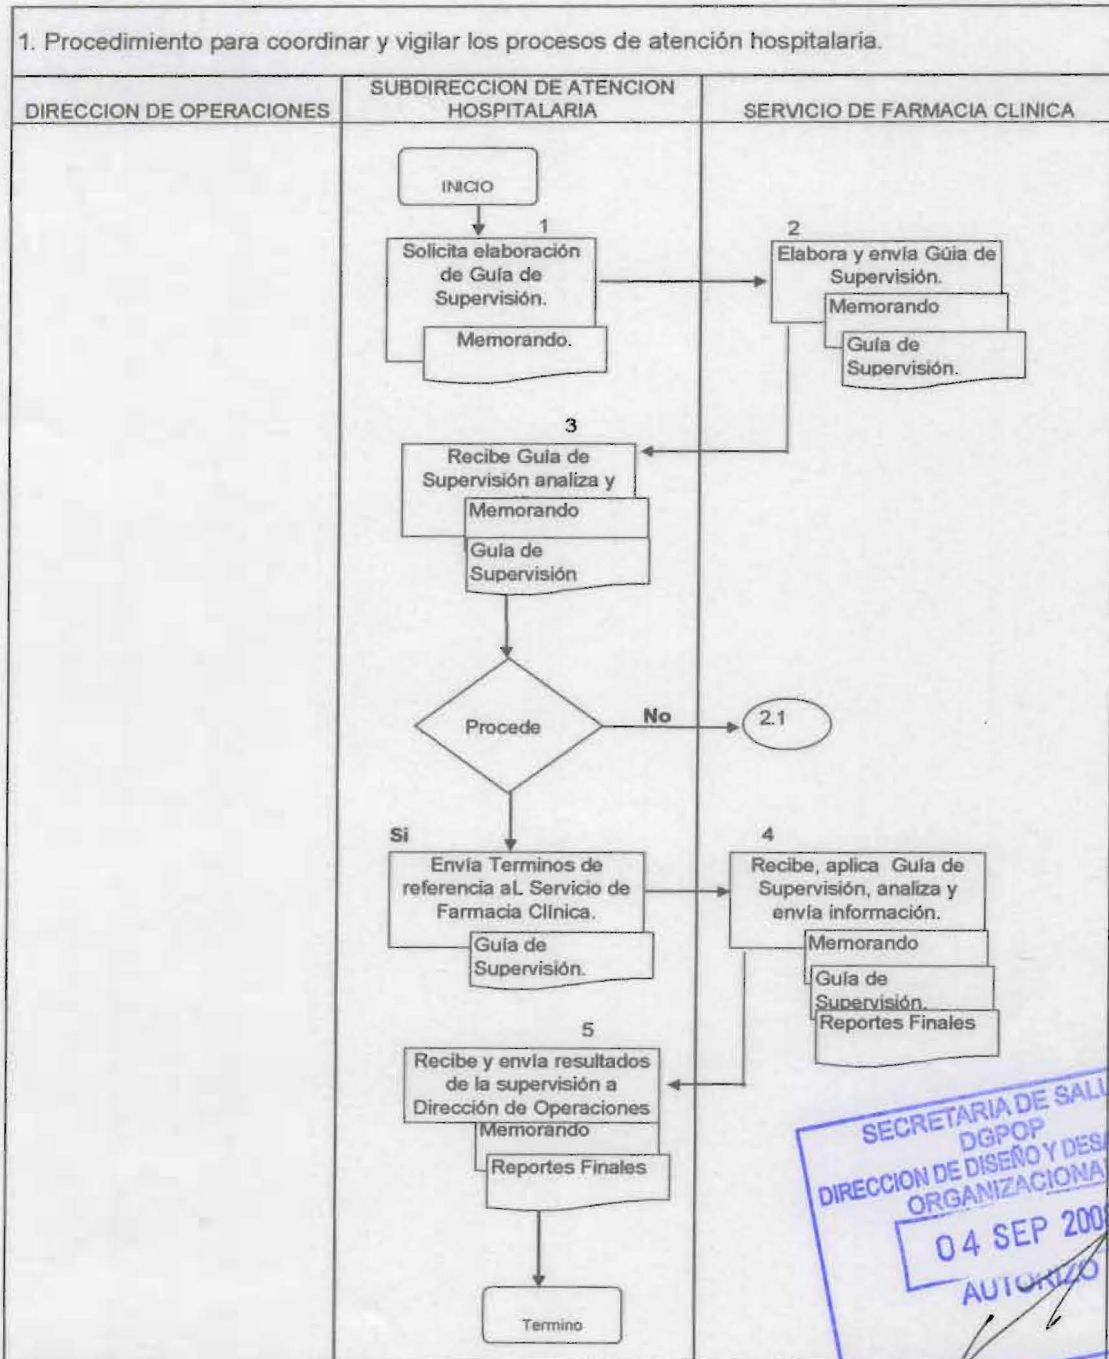 1. Procedimiento para coordinar y vigilar los procesos de atención hospitalaria.
DIRECCION DE OPERACIONES
SUBDIRECCION DE ATENCION
HOSPITALARIA
SERVICIO DE FARMACIA CLINICA
INICIO
1
Solicita elaboración
de Guía de
Supervisión.
Memorando.
2
Elabora y envía Gúia de
Supervisión.
Memorando
Guía de
Supervisión.
3
Recibe Guía de
Supervisión analiza y
Memorando
Guía de
Supervisión
Procede
No
2.1
Si
Envía Terminos de
referencia aL Servicio de
Farmacia Clínica.
Guía de
Supervisión.
4
Recibe, aplica Guía de
Supervisión, analiza y
envía información.
Memorando
Guía de
Supervisión.
Reportes Finales
5
Recibe y envía resultados
de la supervisión a
Dirección de Operaciones
Memorando
Reportes Finales
Termino
SECRETARIA DE SALU
DGPOP
DIRECCION DE DISEÑO Y DESA
ORGANIZACIONA
04 SEP 200
AUTORIZO